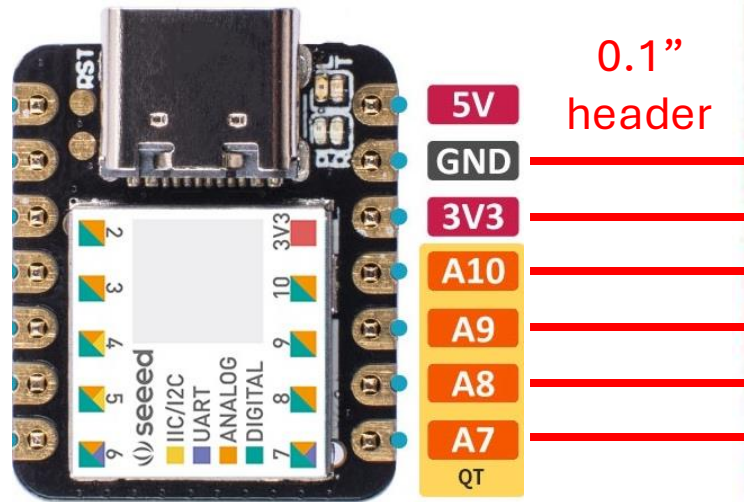 RST
L
T
5V
GND
3V3
A10
A9
A8
A7
QT
0.1”
header
2
3
4
5
6
3V3
10
9
8
7
seeed
IIC/I2C
UART
ANALOG
DIGITAL